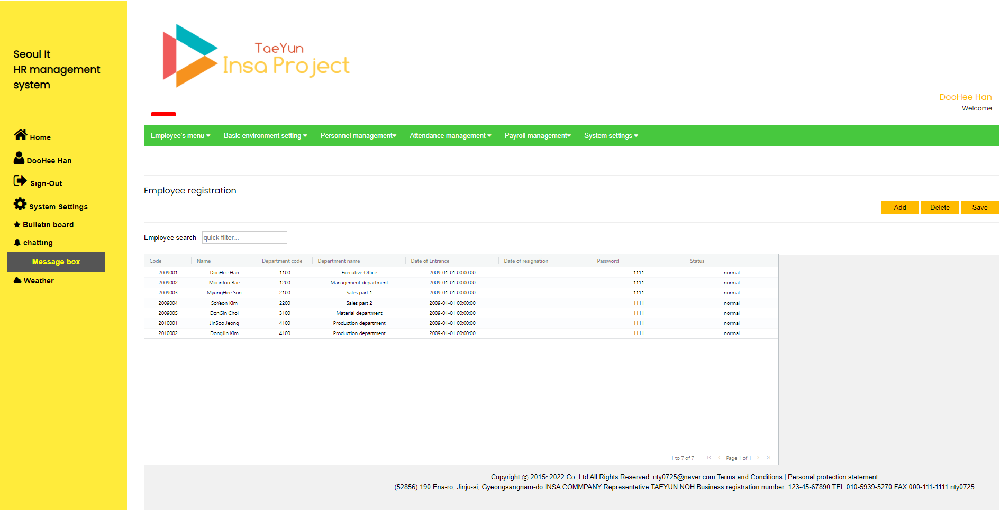 Seoul It
HR management
system
Home
DooHee Han
Sign-Out
System Settings
Bulletin board
chatting
Message box
Weather
TaeYun
Insa Project
DooHee Han
Welcome
Employee's menu Basic environment setting Personnel management Attendance management Payroll management System settings
Employee registration
Add Delete Save
Employee search quick filter...
Code Name Department code Department name Date of Entrance Date of resignation Password Status
2009001 DooHee Han 1100 Executive Office 2009-01-01 00:00:00 1111 normal
2009002 MoonJoo Bae 1200 Management department 2009-01-01 00:00:00 1111 normal
2009003 MyungHee Son 2100 Sales part 1 2009-01-01 00:00:00 1111 normal
2009004 SoYeon Kim 2200 Sales part 2 2009-01-01 00:00:00 1111 normal
2009005 DonGin Choi 3100 Material department 2009-01-01 00:00:00 1111 normal
2010001 JinSoo Jeong 4100 Production department 2009-01-01 00:00:00 1111 normal
2010002 DongJin Kim 4100 Production department 2009-01-01 00:00:00 1111 normal
1 to 7 of 7 Page 1 of 1
Copyright ⓒ 2015~2022 Co.,Ltd All Rights Reserved. nty0725@naver.com Terms and Conditions | Personal protection statement
(52856) 190 Ena-ro, Jinju-si, Gyeongsangnam-do INSA COMMPANY Representative:TAEYUN.NOH Business registration number: 123-45-67890 TEL.010-5939-5270 FAX.000-111-1111 nty0725